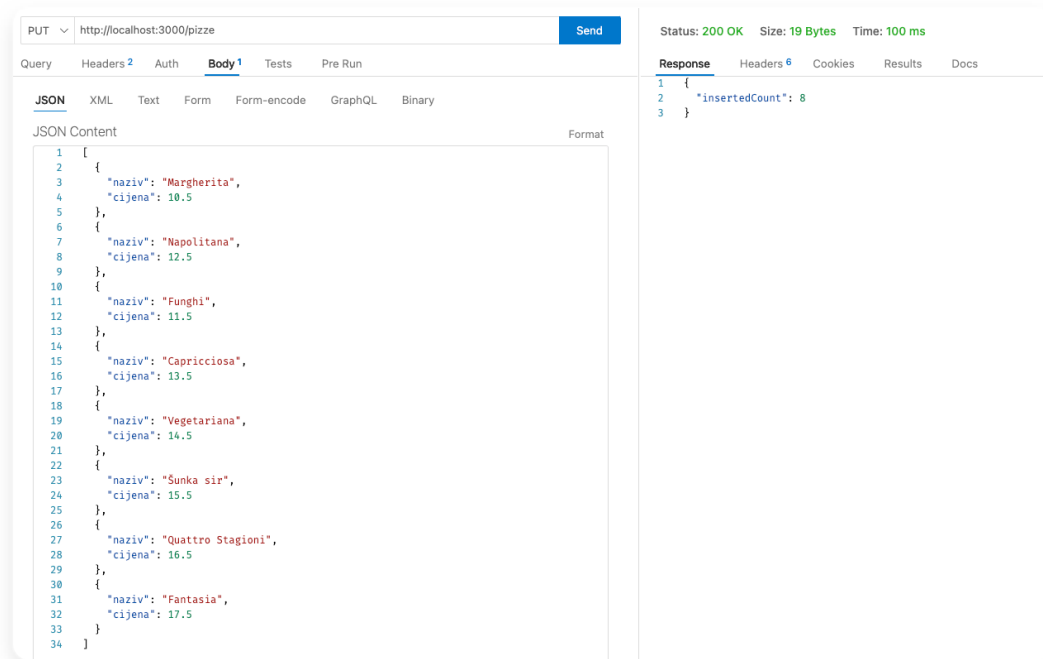 PUT http://localhost:3000/pizze Send
Query Headers 2 Auth Body 1 Tests Pre Run
JSON XML Text Form Form-encode GraphQL Binary
JSON Content Format
1 [
2 {
3 "naziv": "Margherita",
4 "cijena": 10.5
5 },
6 {
7 "naziv": "Napolitana",
8 "cijena": 12.5
9 },
10 {
11 "naziv": "Funghi",
12 "cijena": 11.5
13 },
14 {
15 "naziv": "Capricciosa",
16 "cijena": 13.5
17 },
18 {
19 "naziv": "Vegetariana",
20 "cijena": 14.5
21 },
22 {
23 "naziv": "Šunka sir",
24 "cijena": 15.5
25 },
26 {
27 "naziv": "Quattro Stagioni",
28 "cijena": 16.5
29 },
30 {
31 "naziv": "Fantasia",
32 "cijena": 17.5
33 }
34 ]
Status: 200 OK Size: 19 Bytes Time: 100 ms
Response Headers 6 Cookies Results Docs
1 {
2 "insertedCount": 8
3 }